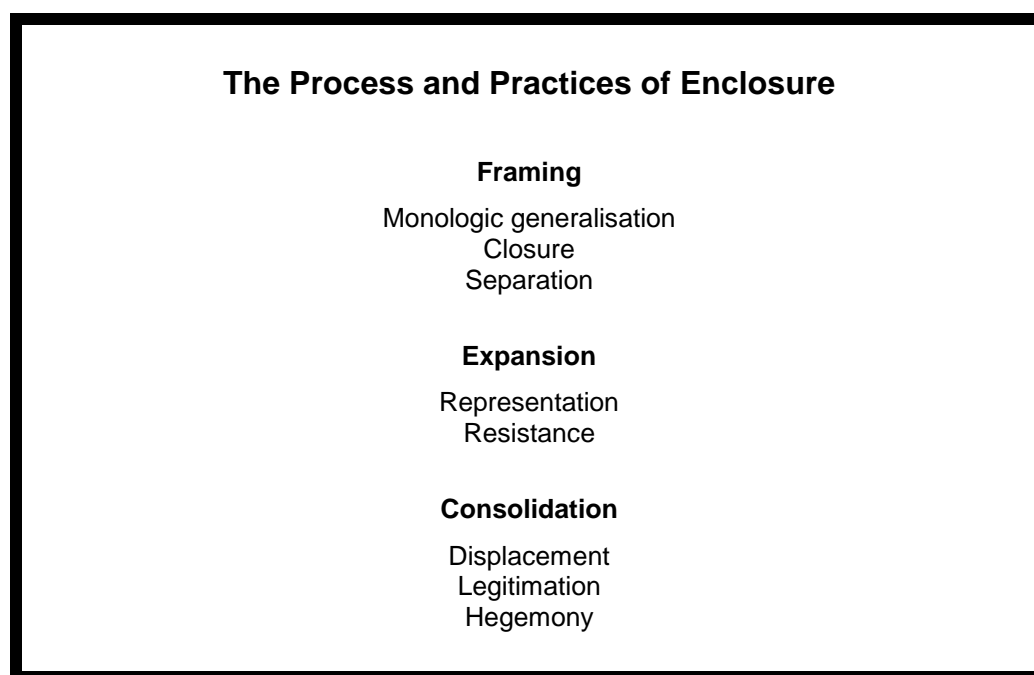 The Process and Practices of Enclosure
Framing
Monologic generalisation
Closure
Separation
Expansion
Representation
Resistance
Consolidation
Displacement
Legitimation
Hegemony